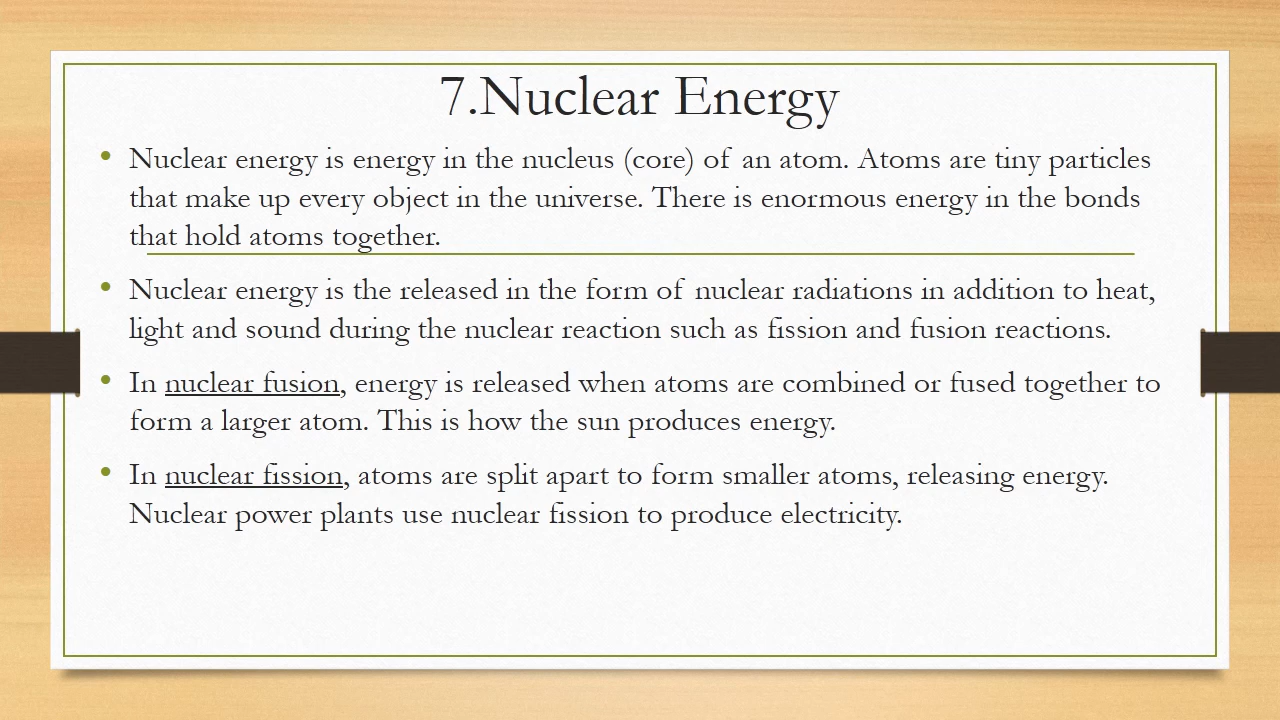 7.Nuclear Energy
• Nuclear energy is energy in the nucleus (core) of an atom. Atoms are tiny particles
that make up every object in the universe. There is enormous energy in the bonds
that hold atoms together.
• Nuclear energy is the released in the form of nuclear radiations in addition to heat,
light and sound during the nuclear reaction such as fission and fusion reactions.
• In nuclear fusion, energy is released when atoms are combined or fused together to
form a larger atom. This is how the sun produces energy.
• In nuclear fission, atoms are split apart to form smaller atoms, releasing energy.
Nuclear power plants use nuclear fission to produce electricity.